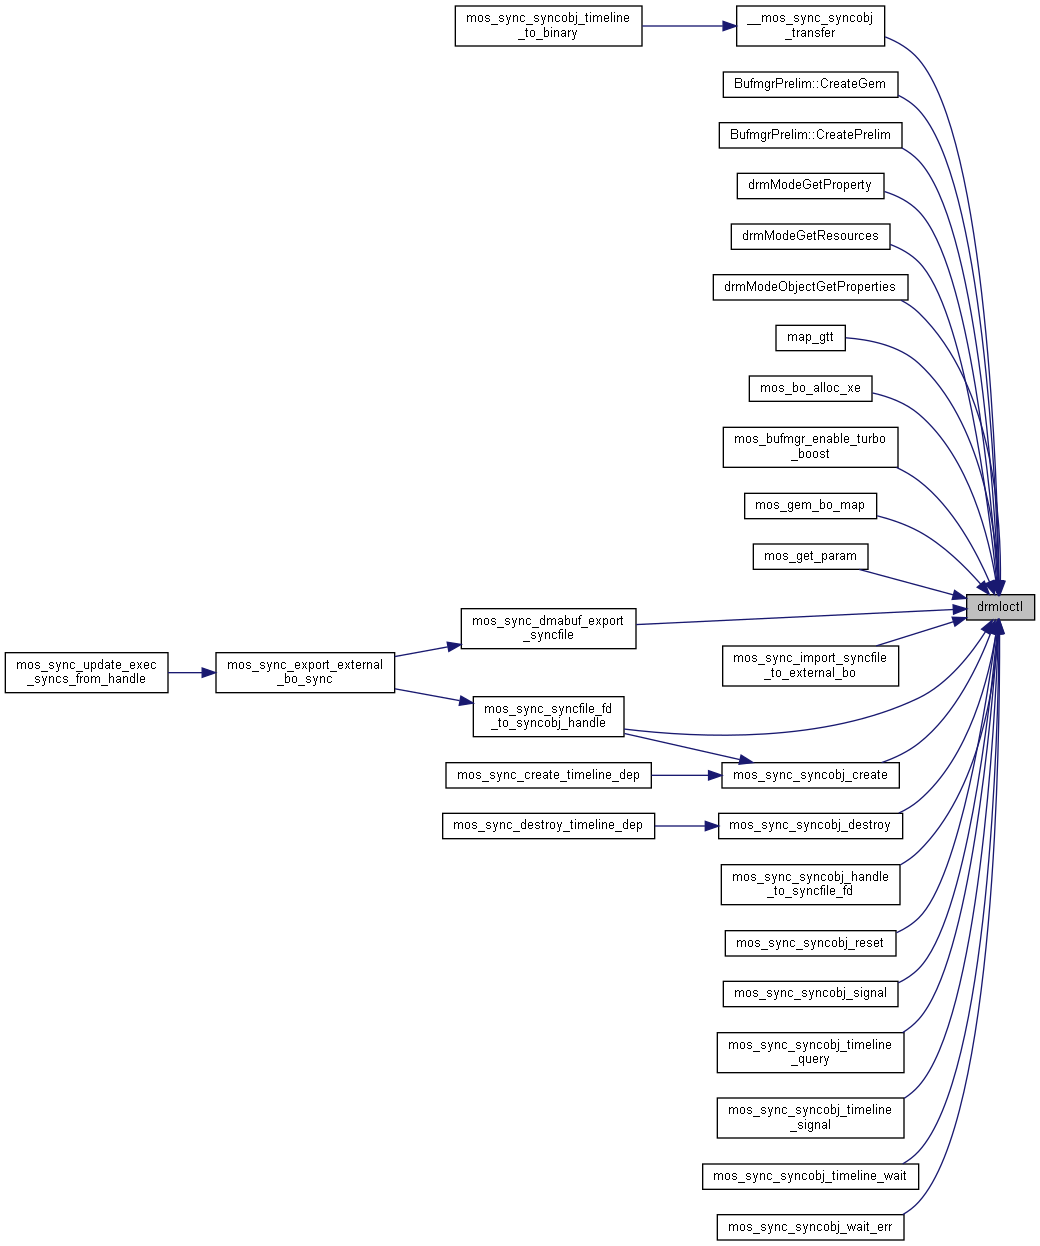 mos_sync_syncobj_timeline
_to_binary
__mos_sync_syncobj
_transfer
BufmgrPrelim::CreateGem
BufmgrPrelim::CreatePrelim
drmModeGetProperty
drmModeGetResources
drmModeObjectGetProperties
map_gtt
mos_bo_alloc_xe
mos_bufmgr_enable_turbo
_boost
mos_gem_bo_map
mos_get_param
drmIoctl
mos_sync_dmabuf_export
_syncfile
mos_sync_import_syncfile
_to_external_bo
mos_sync_update_exec
_syncs_from_handle
mos_sync_export_external
_bo_sync
mos_sync_syncfile_fd
_to_syncobj_handle
mos_sync_create_timeline_dep
mos_sync_syncobj_create
mos_sync_destroy_timeline_dep
mos_sync_syncobj_destroy
mos_sync_syncobj_handle
_to_syncfile_fd
mos_sync_syncobj_reset
mos_sync_syncobj_signal
mos_sync_syncobj_timeline
_query
mos_sync_syncobj_timeline
_signal
mos_sync_syncobj_timeline_wait
mos_sync_syncobj_wait_err